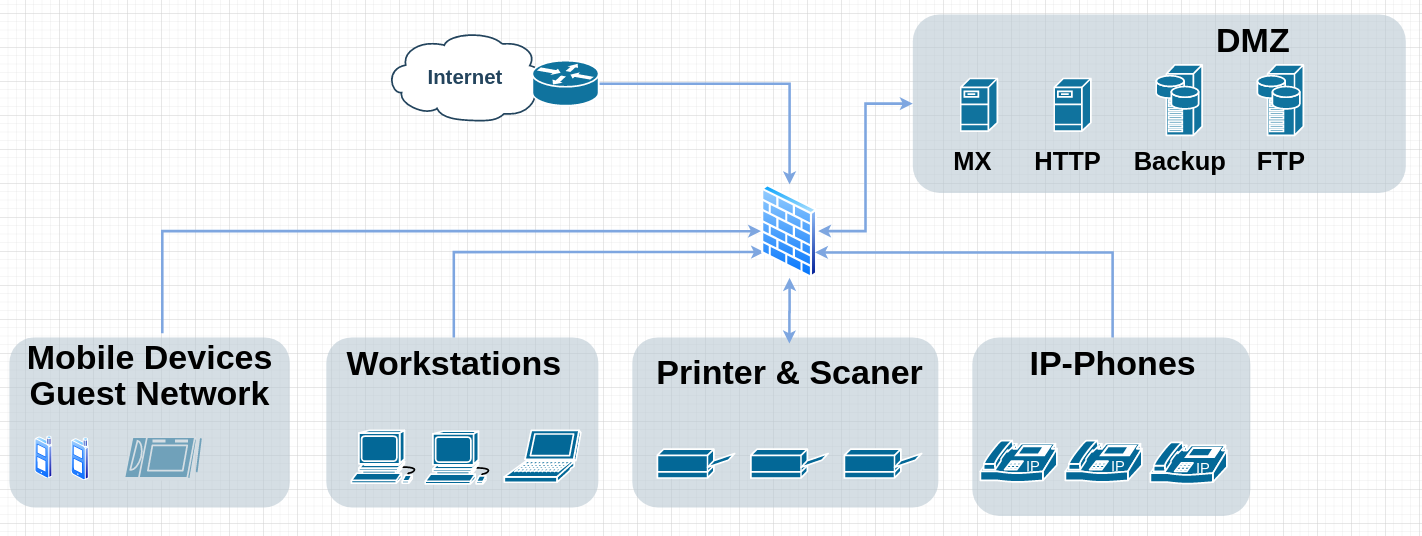 DMZ
Internet
MX
HTTP
Backup
FTP
Mobile Devices
Guest Network
Workstations
Printer & Scaner
IP-Phones
IP
IP
IP